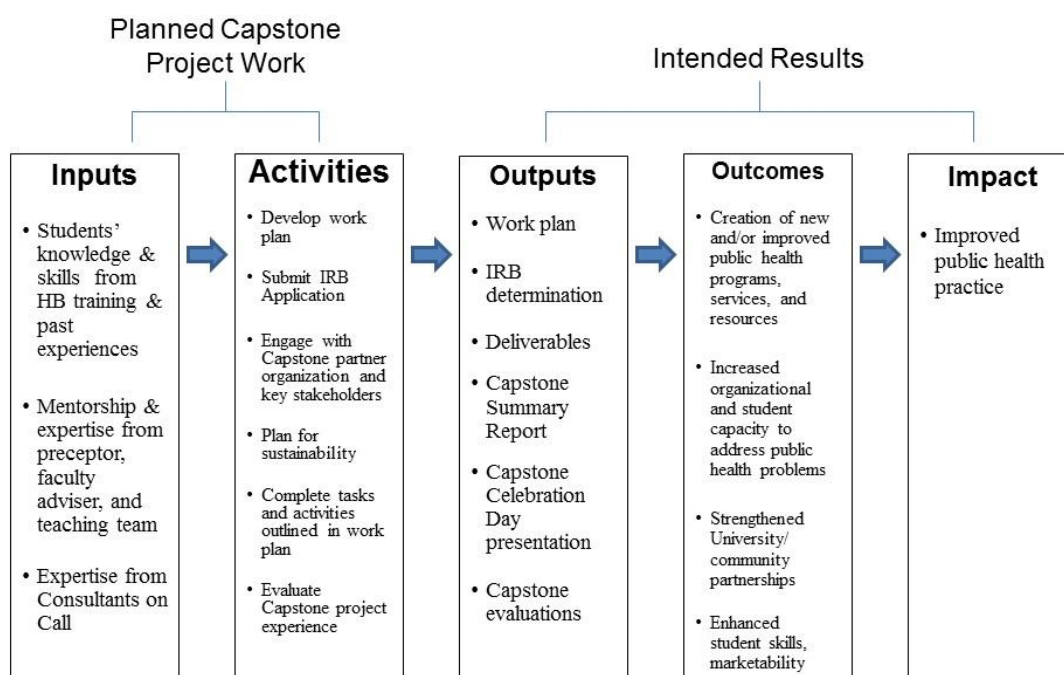 Planned Capstone
Project Work
Intended Results
Inputs
• Students’
knowledge &
skills from
HB training &
past
experiences
• Mentorship &
expertise from
preceptor,
faculty
adviser, and
teaching team
• Expertise from
Consultants on
Call
Activities
• Develop work
plan
• Submit IRB
Application
• Engage with
Capstone partner
organization and
key stakeholders
• Plan for
sustainability
• Complete tasks
and activities
outlined in work
plan
• Evaluate
Capstone project
experience
Outputs
• Work plan
• IRB
determination
• Deliverables
• Capstone
Summary
Report
• Capstone
Celebration
Day
presentation
• Capstone
evaluations
Outcomes
• Creation of new
and/or improved
public health
programs,
services, and
resources
• Increased
organizational
and student
capacity to
address public
health problems
• Strengthened
University/
community
partnerships
• Enhanced
student skills,
marketability
Impact
• Improved
public health
practice